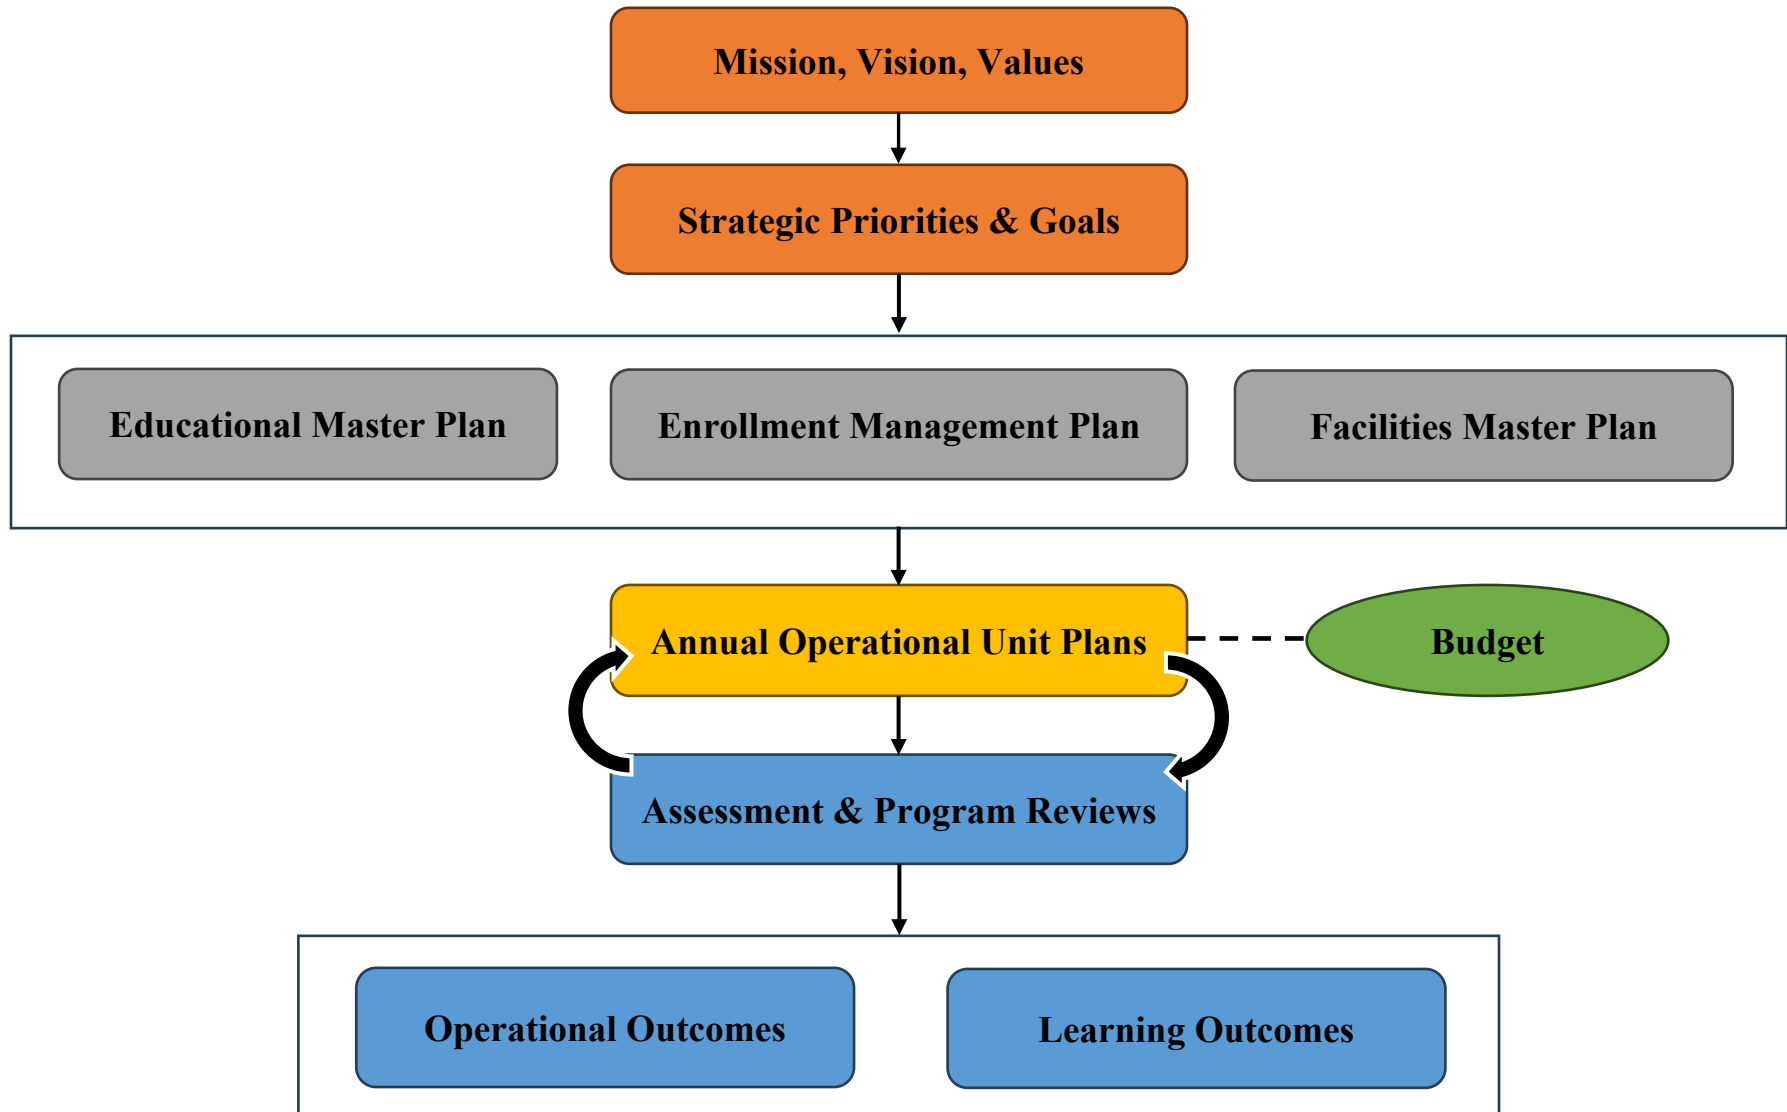 Mission, Vision, Values
Strategic Priorities & Goals
Educational Master Plan
Enrollment Management Plan
Facilities Master Plan
Annual Operational Unit Plans
Budget
Assessment & Program Reviews
Operational Outcomes
Learning Outcomes